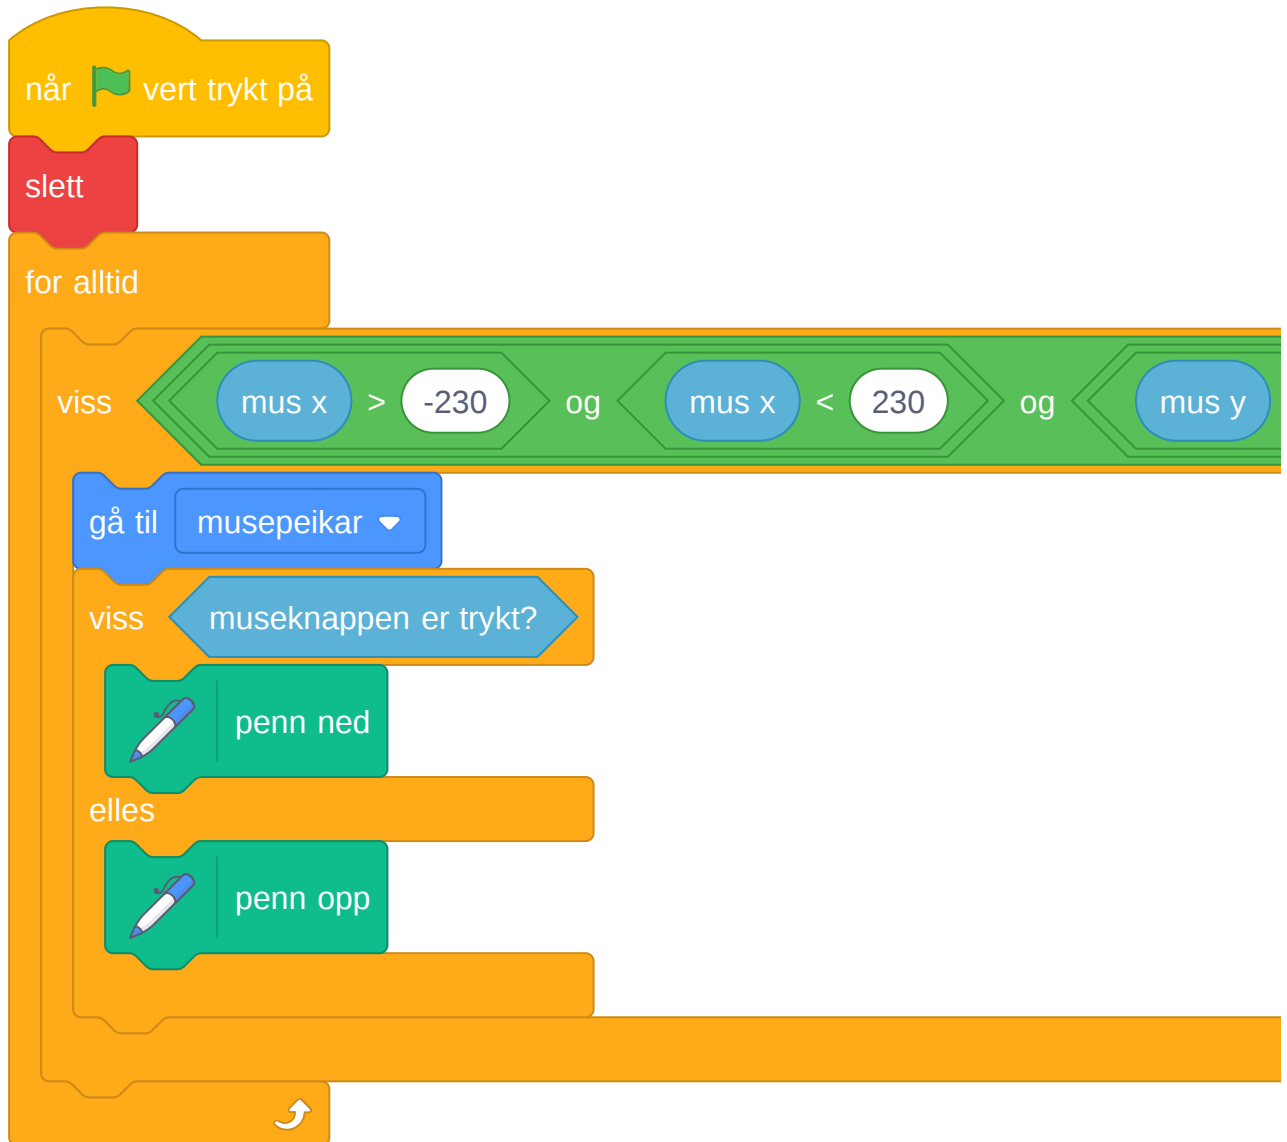 når vert trykt på
slett
for alltid
viss mus x > -230 og mus x < 230 og mus y
gå til musepeikar
viss museknappen er trykt?
penn ned
elles
penn opp